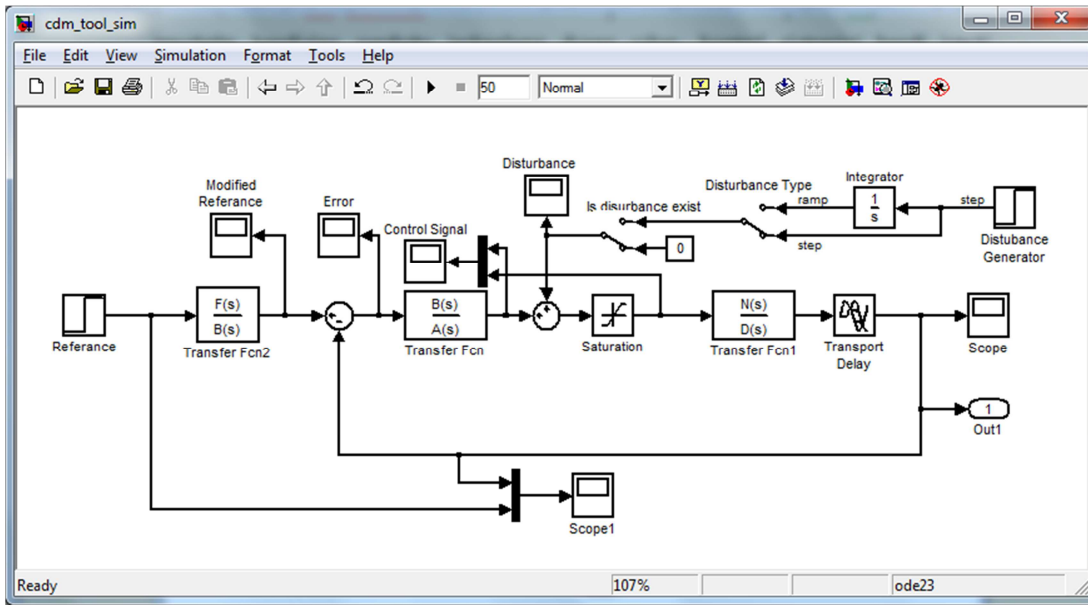 cdm_tool_sim
File Edit View Simulation Format Tools Help
50 Normal
Disturbance
Modified
Referance
Error
Control Signal
Is disturbance exist
Disturbance Type
ramp
Integrator
1
s
step
step
0
Distubance
Generator
Referance
F(s)
B(s)
Transfer Fcn2
B(s)
A(s)
Transfer Fcn
Saturation
N(s)
D(s)
Transfer Fcn1
Transport
Delay
Scope
1
Out1
Scope1
Ready 107% ode23